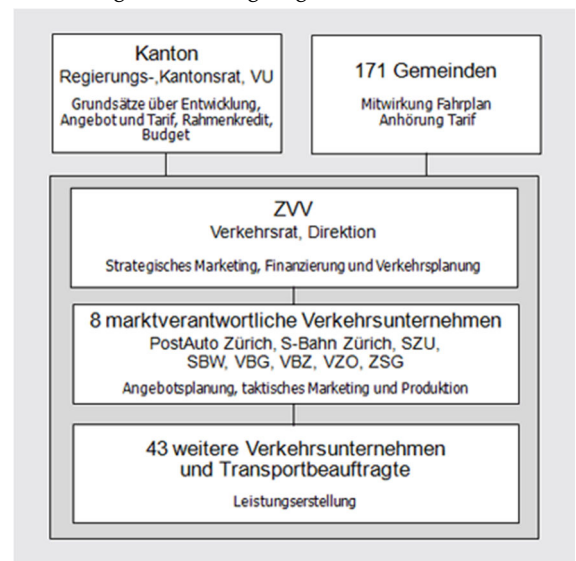 Kanton
Regierungs-,Kantonsrat, VU
Grundsätze über Entwicklung,
Angebot und Tarif, Rahmenkredit,
Budget
171 Gemeinden
Mitwirkung Fahrplan
Anhörung Tarif
ZVV
Verkehrsrat, Direktion
Strategisches Marketing, Finanzierung und Verkehrsplanung
8 marktverantwortliche Verkehrsunternehmen
PostAuto Zürich, S-Bahn Zürich, SZU,
SBW, VBG, VBZ, VZO, ZSG
Angebotsplanung, taktisches Marketing und Produktion
43 weitere Verkehrsunternehmen
und Transportbeauftragte
Leistungserstellung